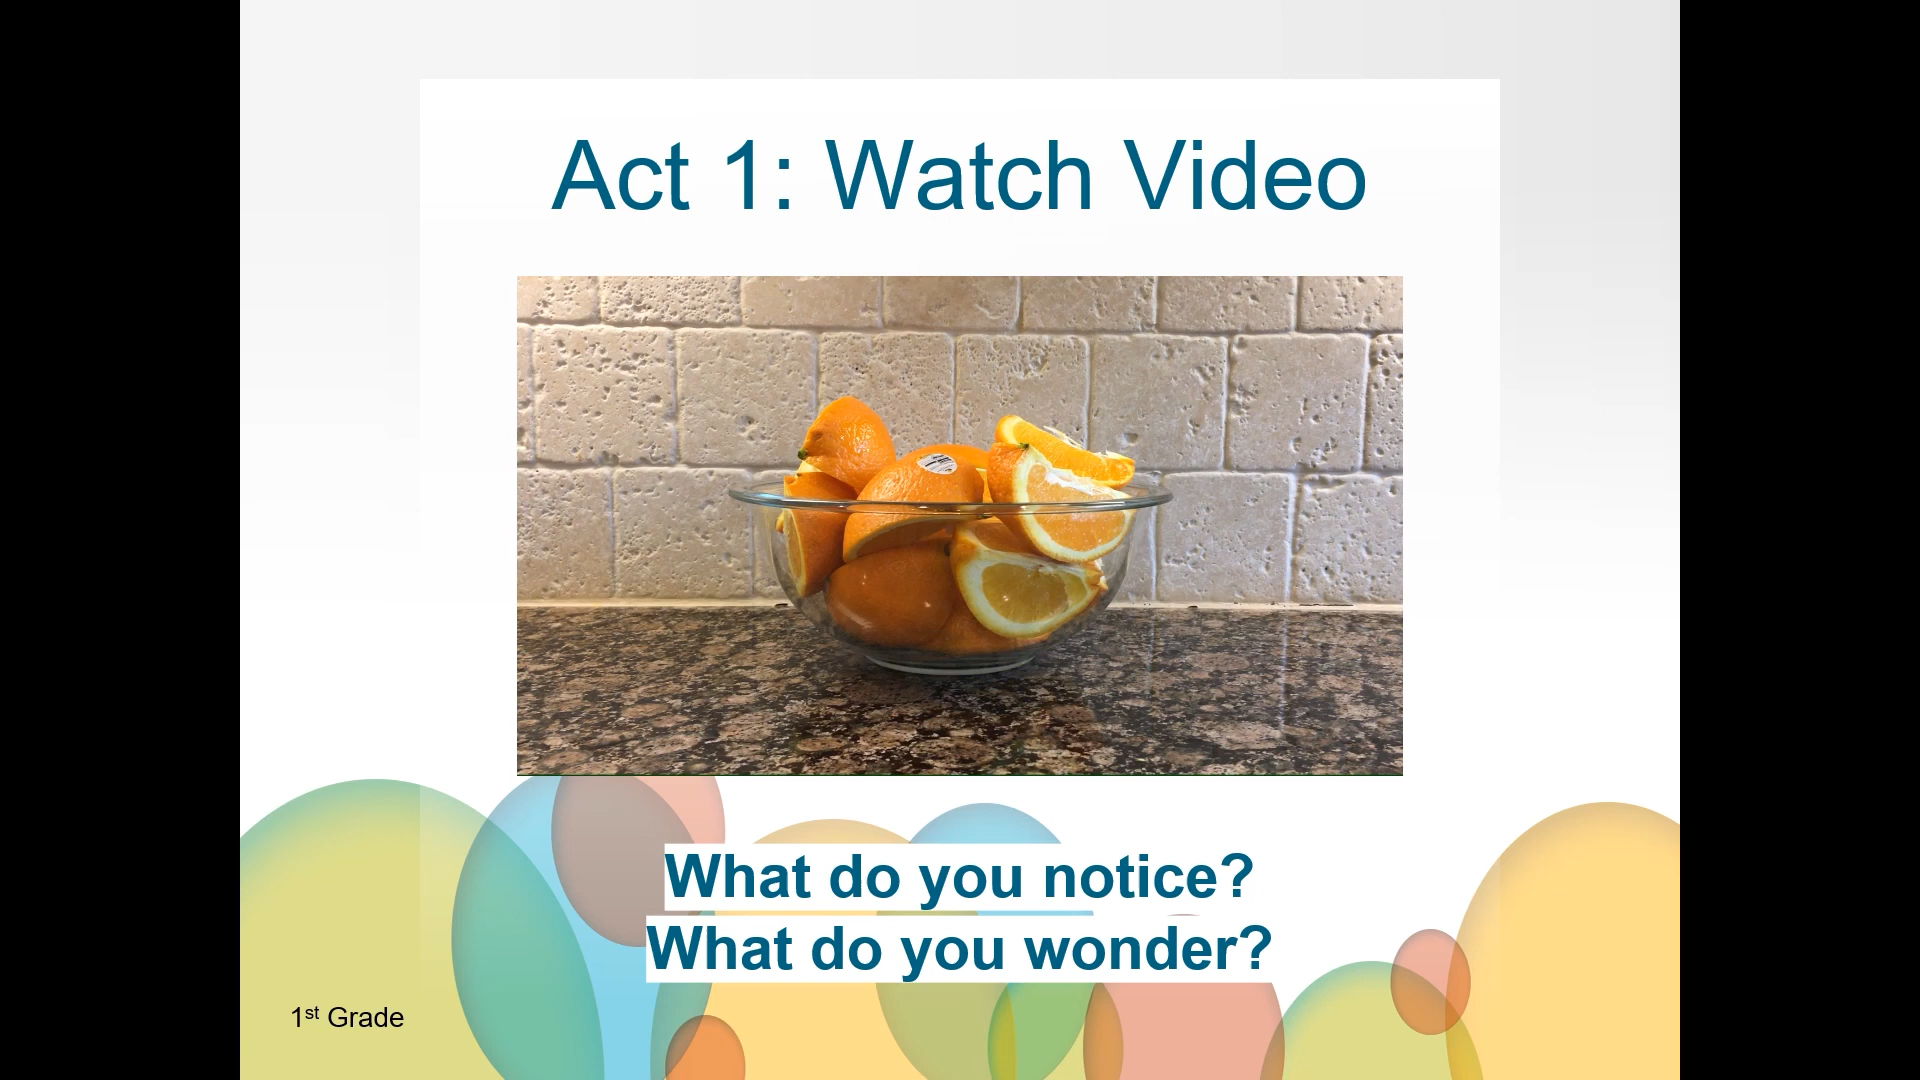 Act 1: Watch Video
What do you notice?
What do you wonder?
1st Grade